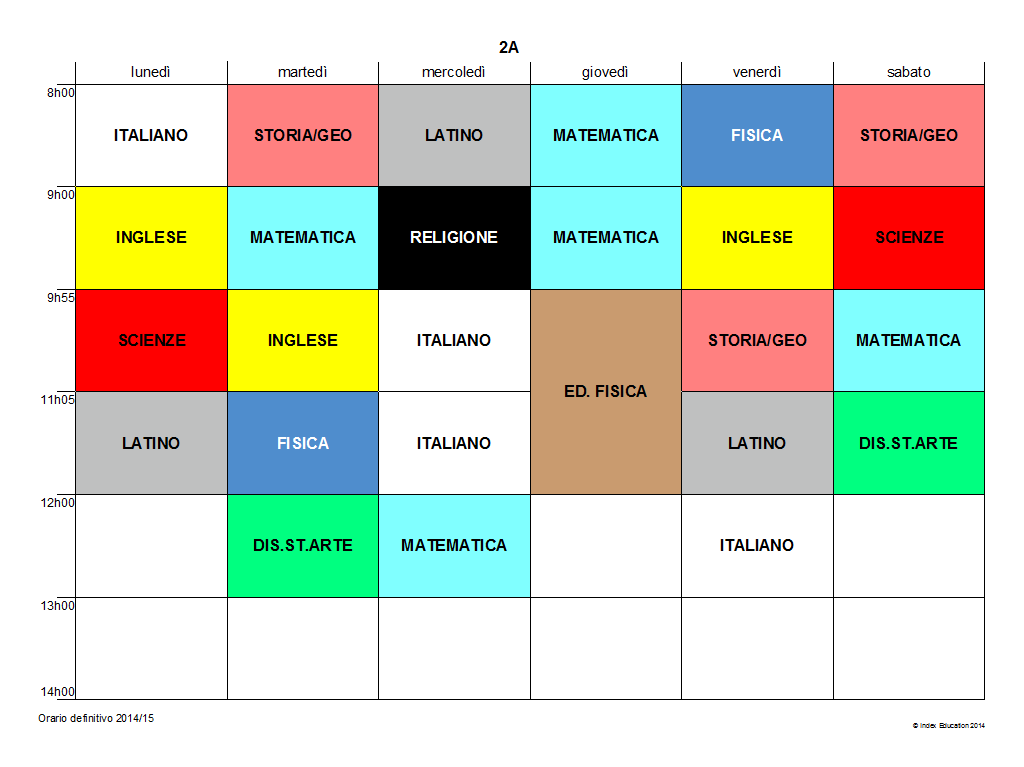 2A
lunedì martedì mercoledì giovedì venerdì sabato
8h00
ITALIANO STORIA/GEO LATINO MATEMATICA FISICA STORIA/GEO
9h00
INGLESE MATEMATICA RELIGIONE MATEMATICA INGLESE SCIENZE
9h55
SCIENZE INGLESE ITALIANO STORIA/GEO MATEMATICA
ED. FISICA
11h05
LATINO FISICA ITALIANO LATINO DIS.ST.ARTE
12h00
DIS.ST.ARTE MATEMATICA ITALIANO
13h00
14h00
Orario definitivo 2014/15
© Index Education 2014